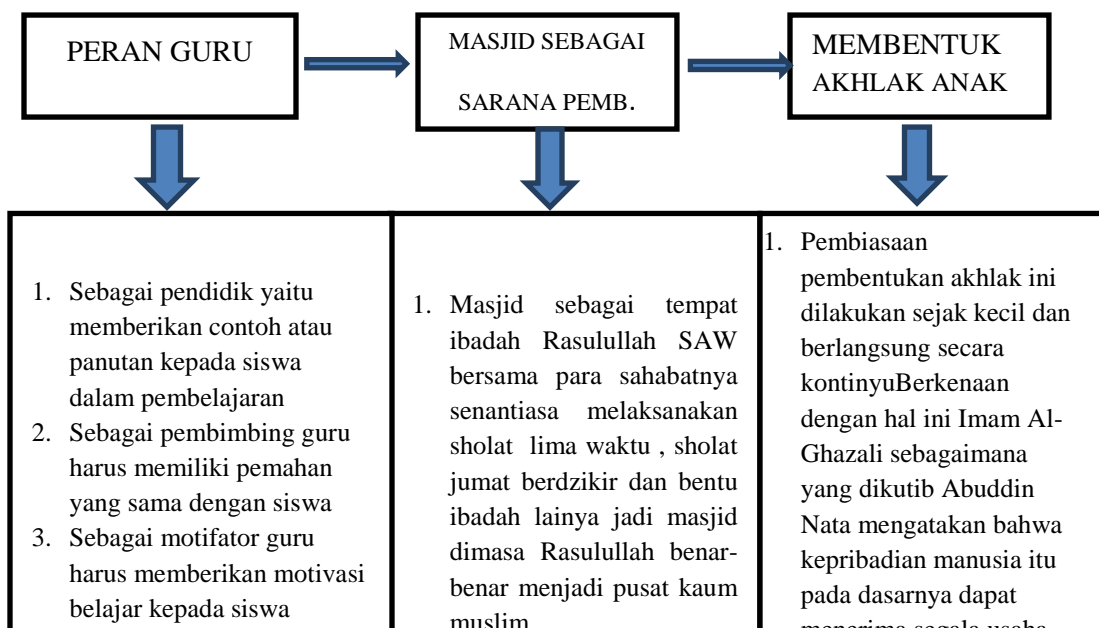 PERAN GURU
MASJID SEBAGAI
SARANA PEMB.
MEMBENTUK
AKHLAK ANAK
1. Sebagai pendidik yaitu
memberikan contoh atau
panutan kepada siswa
dalam pembelajaran
2. Sebagai pembimbing guru
harus memiliki pemahan
yang sama dengan siswa
3. Sebagai motifator guru
harus memberikan motivasi
belajar kepada siswa
1. Masjid sebagai tempat
ibadah Rasulullah SAW
bersama para sahabatnya
senantiasa melaksanakan
sholat lima waktu , sholat
jumat berdzikir dan bentu
ibadah lainya jadi masjid
dimasa Rasulullah benar-
benar menjadi pusat kaum
muslim
1. Pembiasaan
pembentukan akhlak ini
dilakukan sejak kecil dan
berlangsung secara
kontinyuBerkenaan
dengan hal ini Imam Al-
Ghazali sebagaimana
yang dikutib Abuddin
Nata mengatakan bahwa
kepribadian manusia itu
pada dasarnya dapat
menerima segala usaha